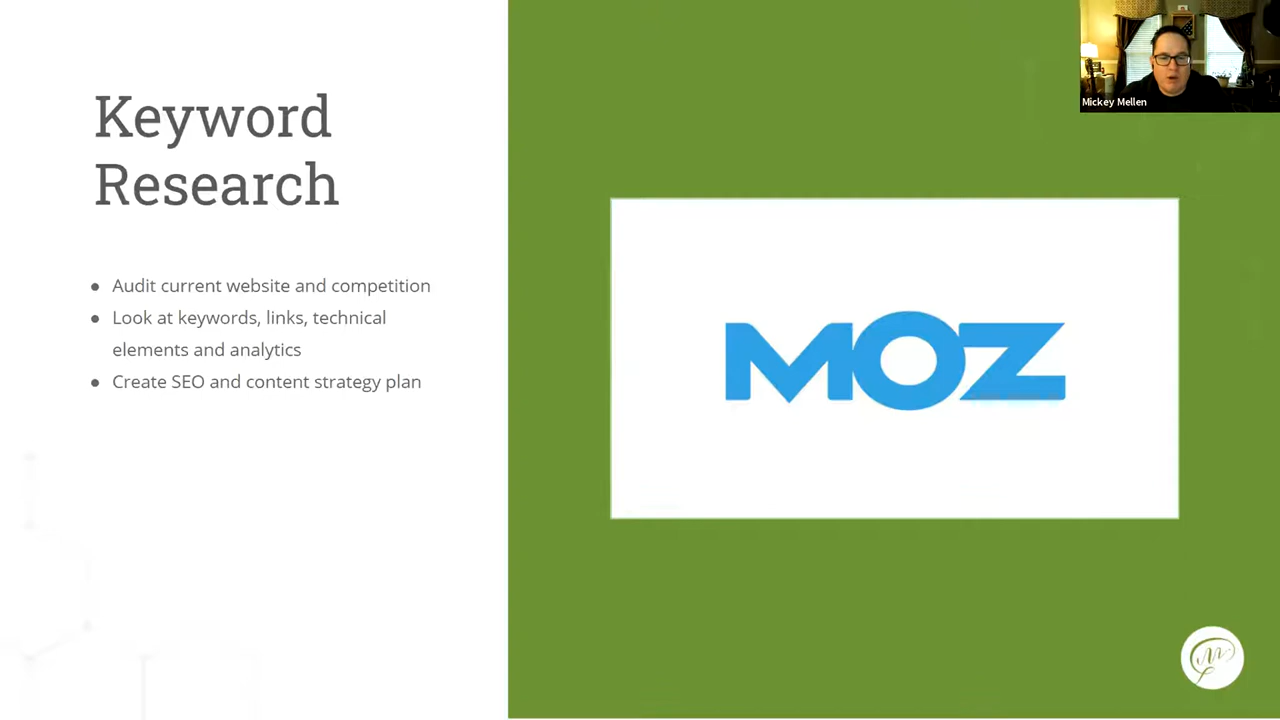 Keyword
Research
● Audit current website and competition
● Look at keywords, links, technical
elements and analytics
● Create SEO and content strategy plan
MOZ
Mickey Mellen